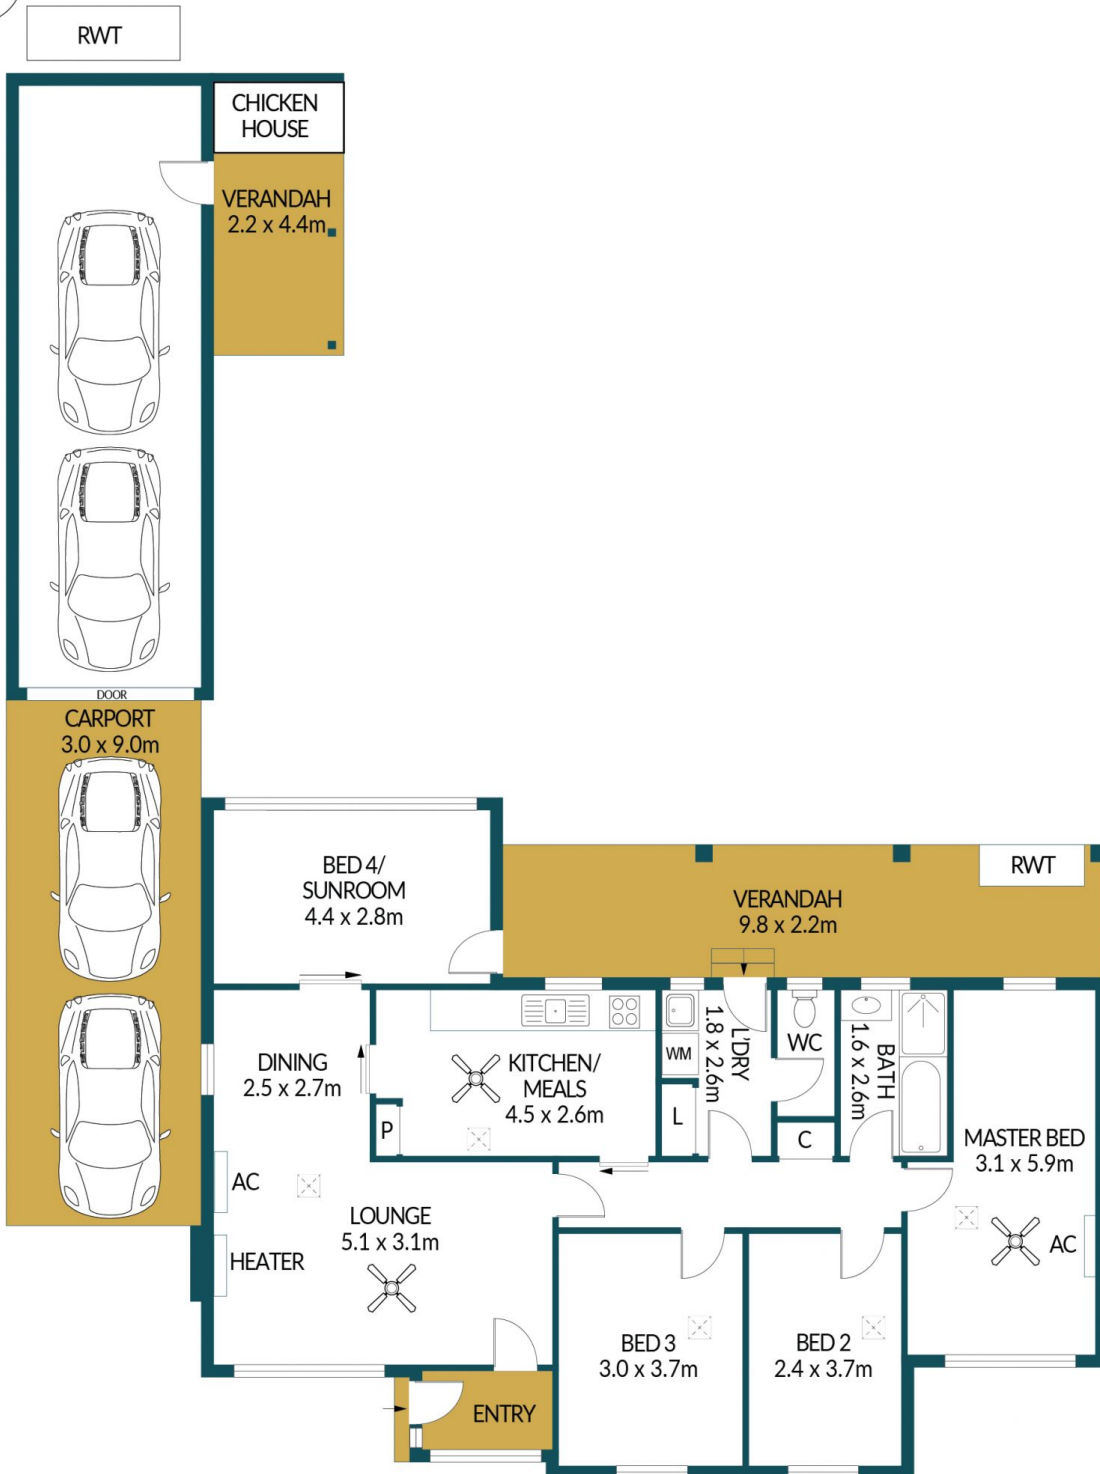 RWT
CHICKEN
HOUSE
VERANDAH
2.2 x 4.4m
DOOR
CARPORT
3.0 x 9.0m
BED 4/
SUNROOM
4.4 x 2.8m
VERANDAH
9.8 x 2.2m
RWT
DINING
2.5 x 2.7m
KITCHEN/
MEALS
4.5 x 2.6m
P
WM
L
L'DRY
1.8 x 2.6m
WC
C
BATH
1.6 x 2.6m
MASTER BED
3.1 x 5.9m
AC
AC
HEATER
LOUNGE
5.1 x 3.1m
BED 3
3.0 x 3.7m
BED 2
2.4 x 3.7m
ENTRY